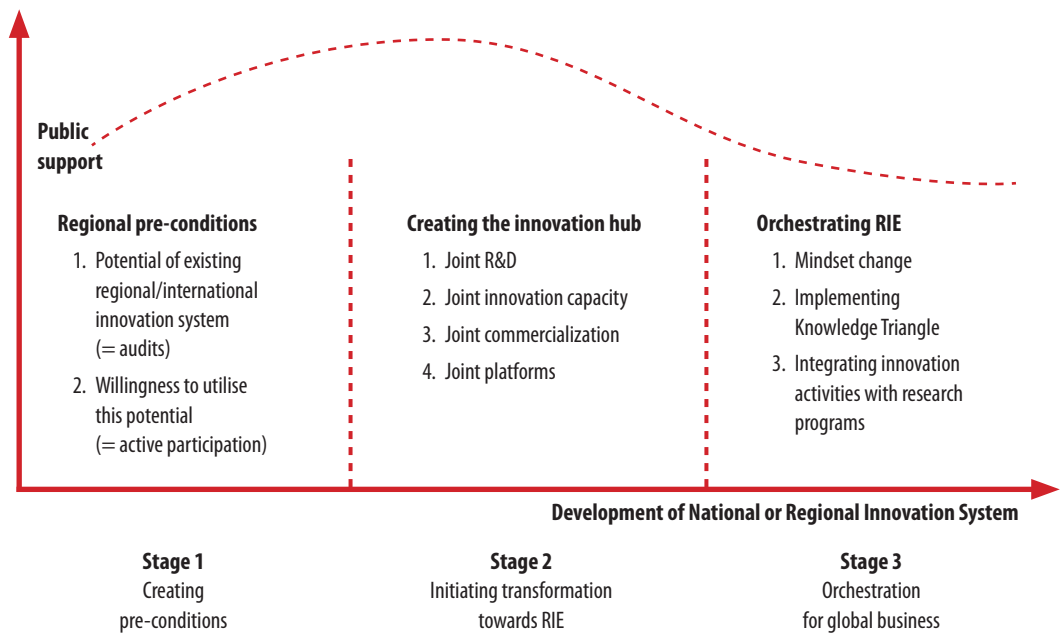 Public
support
Regional pre-conditions
1. Potential of existing
regional/international
innovation system
(= audits)
2. Willingness to utilise
this potential
(= active participation)
Creating the innovation hub
1. Joint R&D
2. Joint innovation capacity
3. Joint commercialization
4. Joint platforms
Orchestrating RIE
1. Mindset change
2. Implementing
Knowledge Triangle
3. Integrating innovation
activities with research
programs
Development of National or Regional Innovation System
Stage 1
Creating
pre-conditions
Stage 2
Initiating transformation
towards RIE
Stage 3
Orchestration
for global business